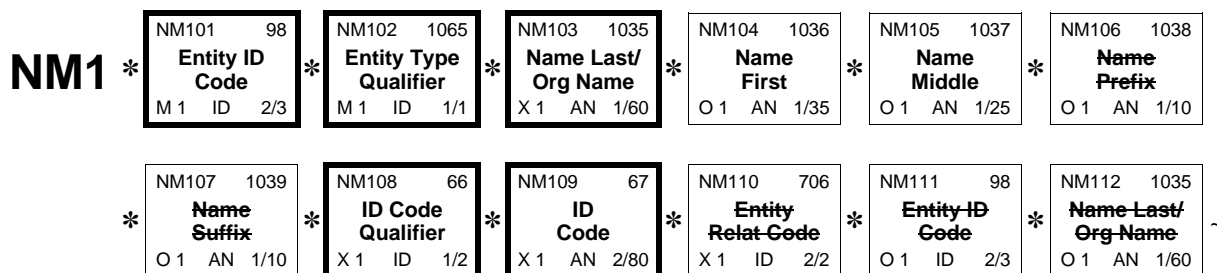 NM101 98 NM102 1065 NM103 1035 NM104 1036 NM105 1037 NM106 1038
NM1 * Entity ID * Entity Type * Name Last/ * Name * Name * Name
Code Qualifier Org Name First Middle Prefix
M 1 ID 2/3 M 1 ID 1/1 X 1 AN 1/60 O 1 AN 1/35 O 1 AN 1/25 O 1 AN 1/10
NM107 1039 NM108 66 NM109 67 NM110 706 NM111 98 NM112 1035
* Name * ID Code * ID * Entity * Entity ID * Name Last/ ~
Suffix Qualifier Code Relat Code Code Org Name
O 1 AN 1/10 X 1 ID 1/2 X 1 AN 2/80 X 1 ID 2/2 O 1 ID 2/3 O 1 AN 1/60